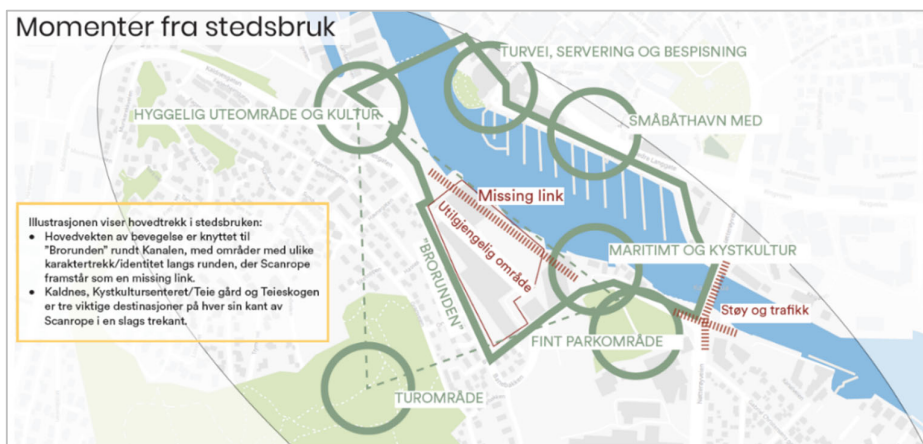 Momenter fra stedsbruk
TURVEI, SERVERING OG BESPISNING
HYGGELIG UTEOMRÅDE OG KULTUR
SMÅBÅTHAVN MED
Missing link
Utilgjengelig område
Illustrasjonen viser hovedtrekk i stedsbruken:
• Hovedvekten av bevegelse er knyttet til
"Brorunden" rundt Kanalen, med områder med ulike
karaktertrekk/identitet langs runden, der Scanrope
framstår som en missing link.
• Kaldnes, Kystkultursenteret/Teie gård og Teieskogen
er tre viktige destinasjoner på hver sin kant av
Scanrope i en slags trekant.
MARITIMT OG KYSTKULTUR
"BRORUNDEN"
Støy og trafikk
FINT PARKOMRÅDE
TUROMRÅDE